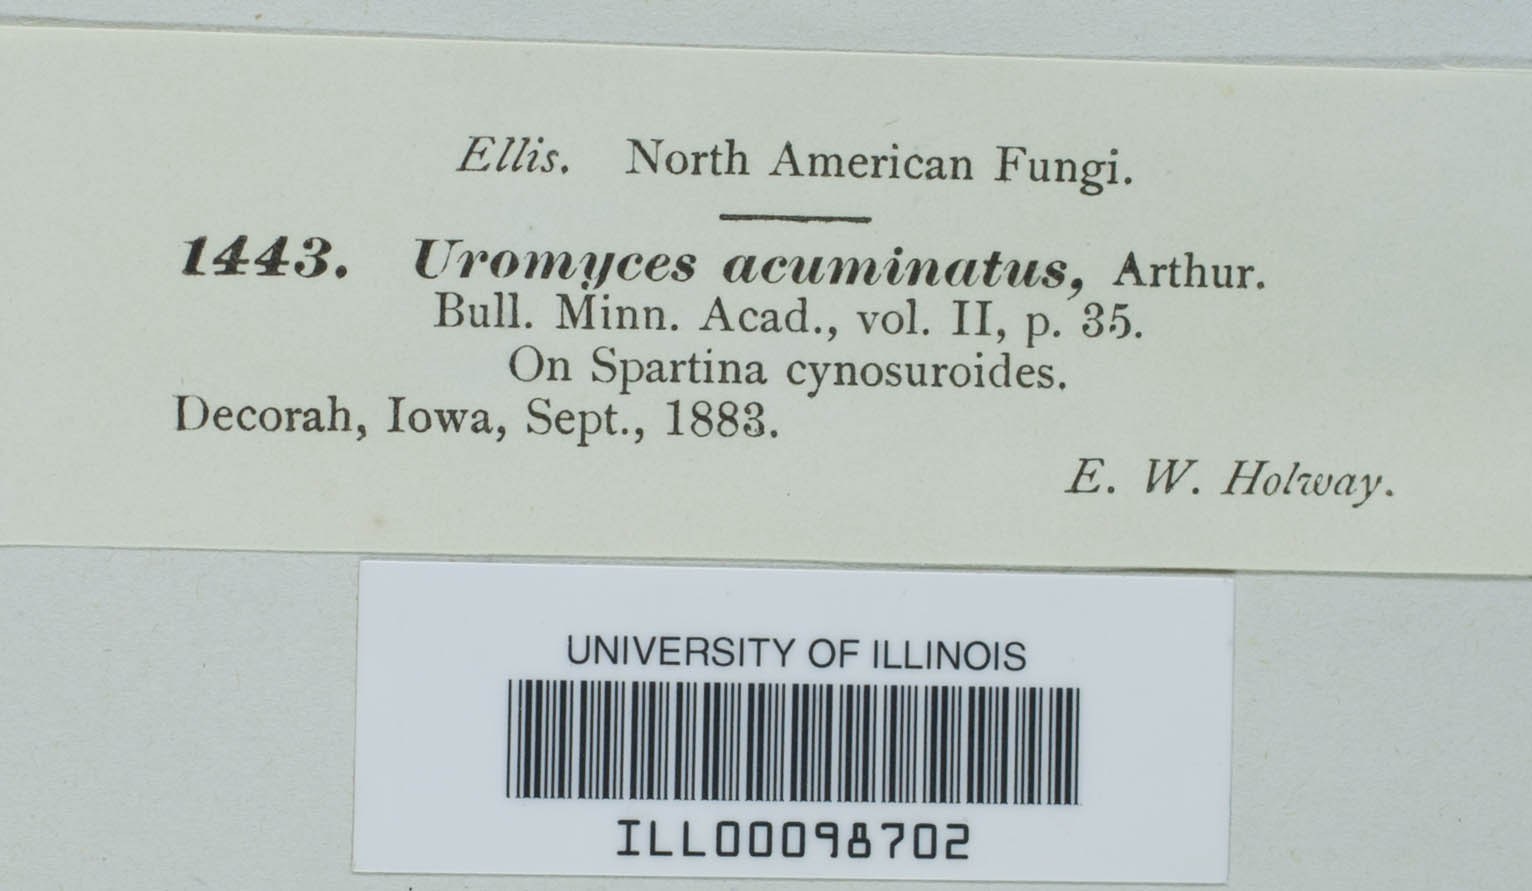 Ellis. North American Fungi.
1443. Uromyces acuminatus, Arthur.
Bull. Minn. Acad., vol. II, p. 35.
On Spartina cynosuroides.
Decorah, Iowa, Sept., 1883.
E. W. Holway.
UNIVERSITY OF ILLINOIS
ILL00098702